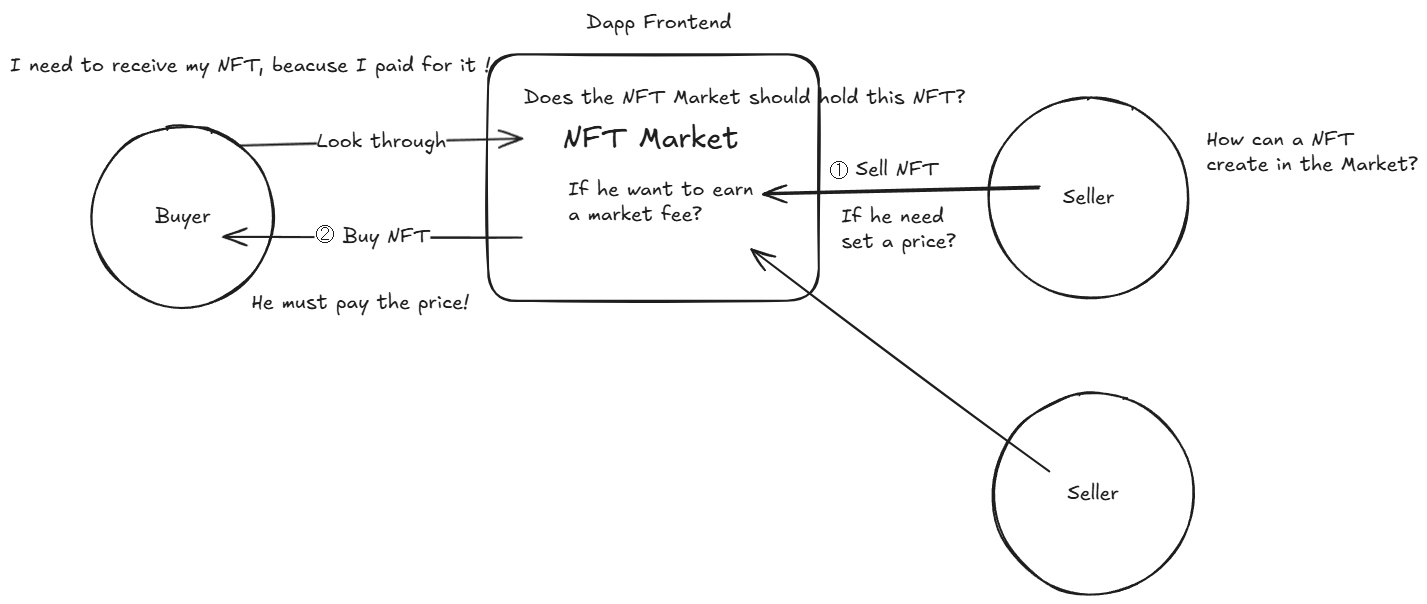 Dapp Frontend
I need to receive my NFT, beacuse I paid for it !
Does the NFT Market should hold this NFT?
NFT Market
Look through
How can a NFT
create in the Market?
① Sell NFT
If he want to earn
a market fee?
Seller
If he need
set a price?
Buyer
② Buy NFT
He must pay the price!
Seller